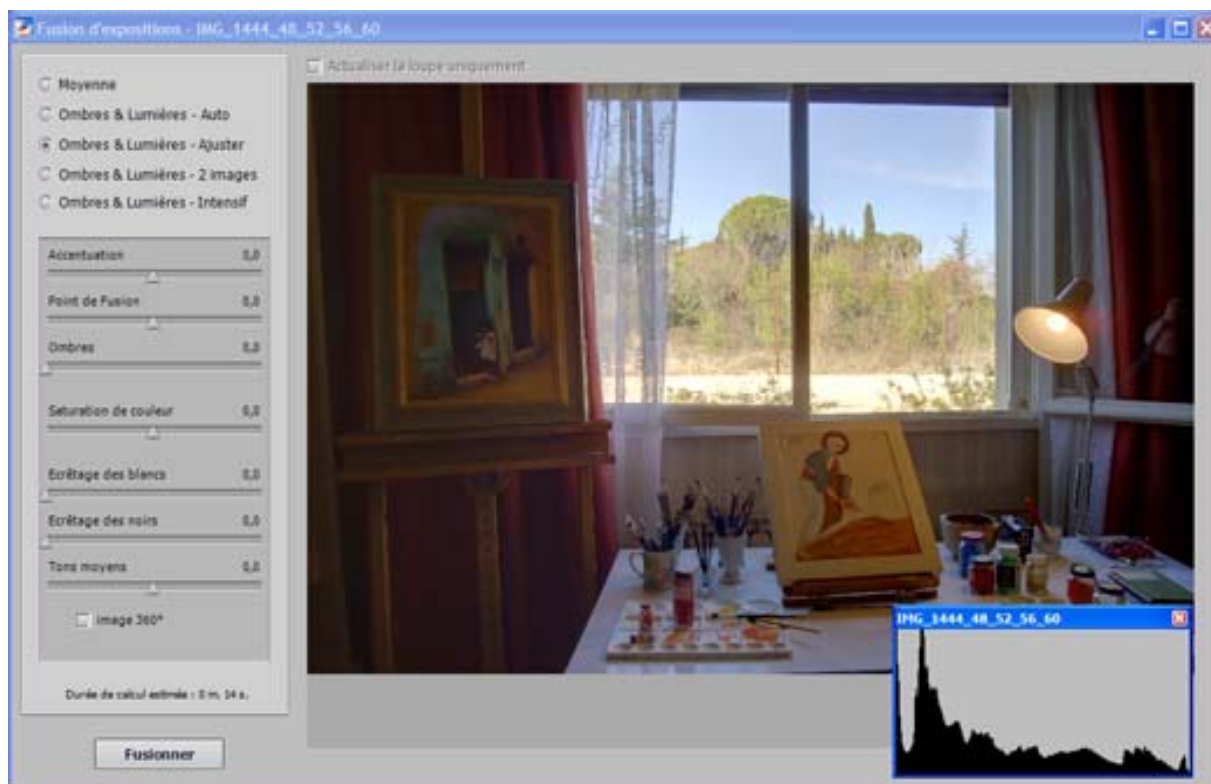 Fusion d'expositions - IMG_1444_48_52_56_60
Actualiser la loupe uniquement
Moyenne
Ombres & Lumières - Auto
Ombres & Lumières - Ajuster
Ombres & Lumières - 2 images
Ombres & Lumières - Intensif
Accentuation 0,0
Point de Fusion 0,0
Ombres 0,0
Saturation de couleur 0,0
Ecrêtage des blancs 0,0
Ecrêtage des noirs 0,0
Tons moyens 0,0
image 360°
Durée de calcul estimée : 0 m. 14 s.
Fusionner
IMG_1444_48_52_56_60